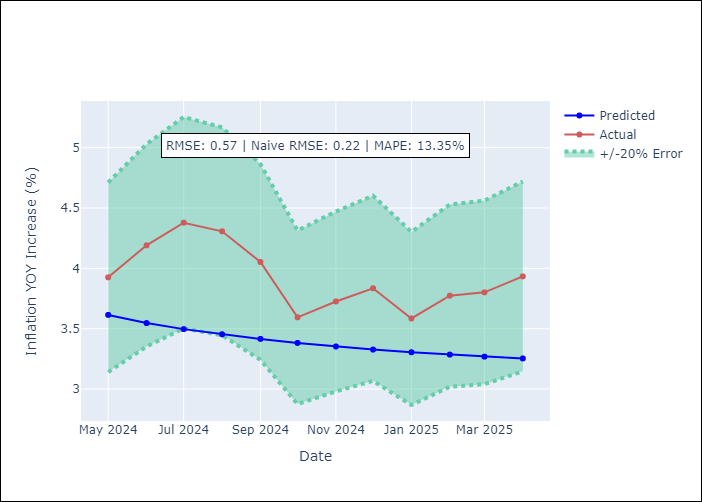 RMSE: 0.57 | Naive RMSE: 0.22 | MAPE: 13.35%
Predicted
Actual
+/-20% Error
Inflation YOY Increase (%)
5
4.5
4
3.5
3
May 2024
Jul 2024
Sep 2024
Nov 2024
Jan 2025
Mar 2025
Date